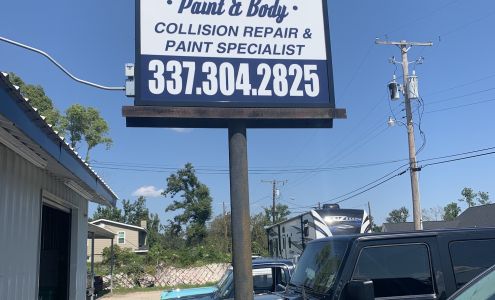 • Paint & Body •
COLLISION REPAIR &
PAINT SPECIALIST
337.304.2825